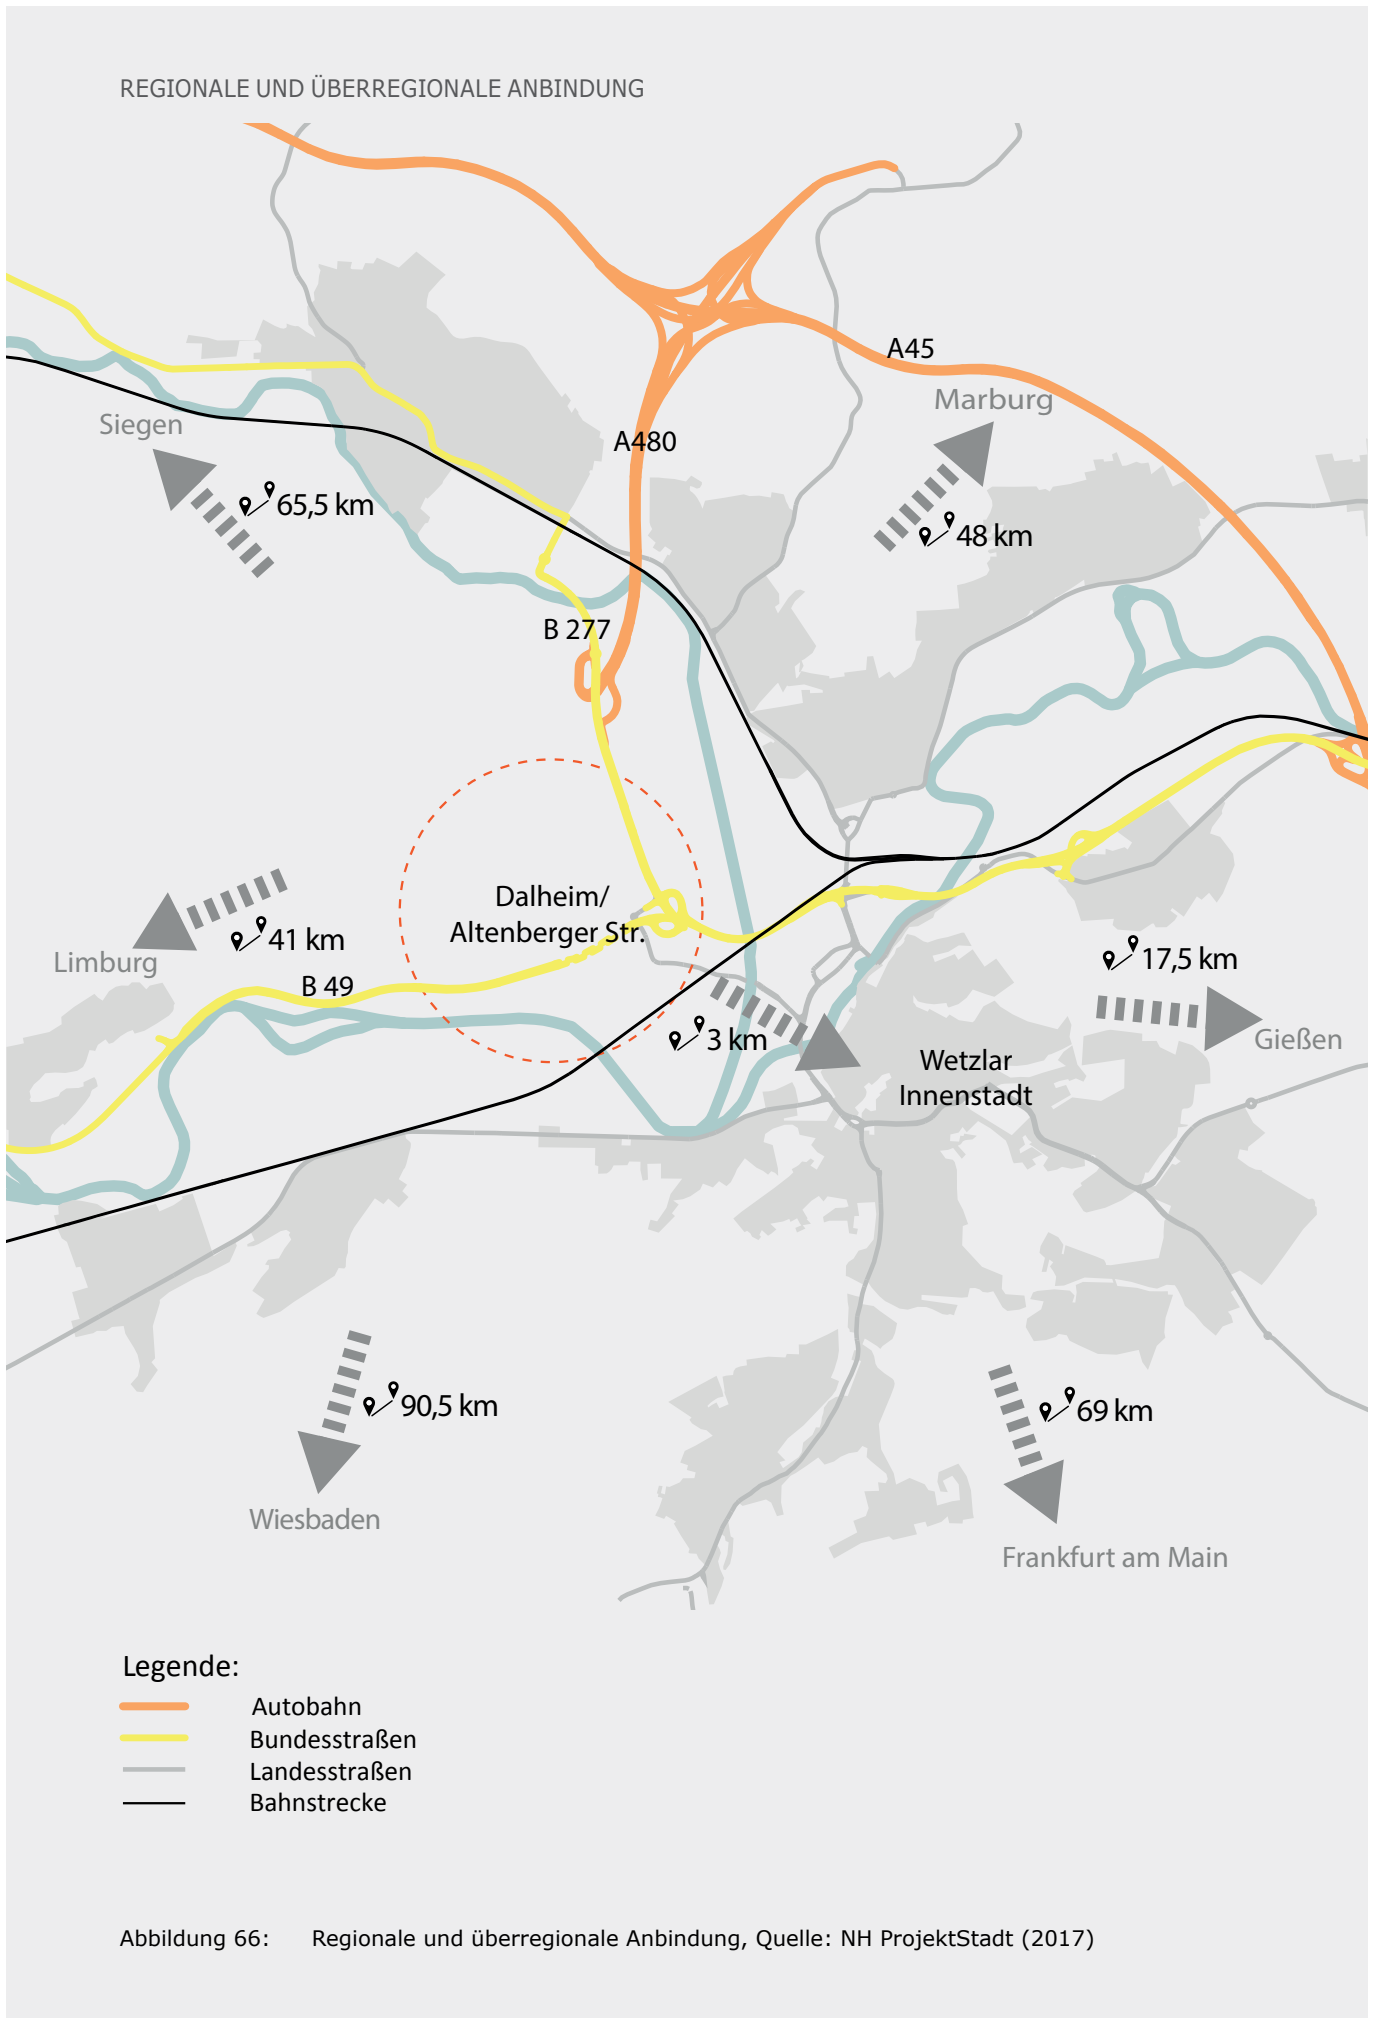 REGIONALE UND ÜBERREGIONALE ANBINDUNG
A45
Marburg
Siegen
A480
65,5 km
48 km
B 277
Dalheim/
Altenberger Str.
41 km
Limburg
17,5 km
B 49
3 km
Gießen
Wetzlar
Innenstadt
90,5 km
69 km
Wiesbaden
Frankfurt am Main
Legende:
Autobahn
Bundesstraßen
Landesstraßen
Bahnstrecke
Abbildung 66: Regionale und überregionale Anbindung, Quelle: NH ProjektStadt (2017)